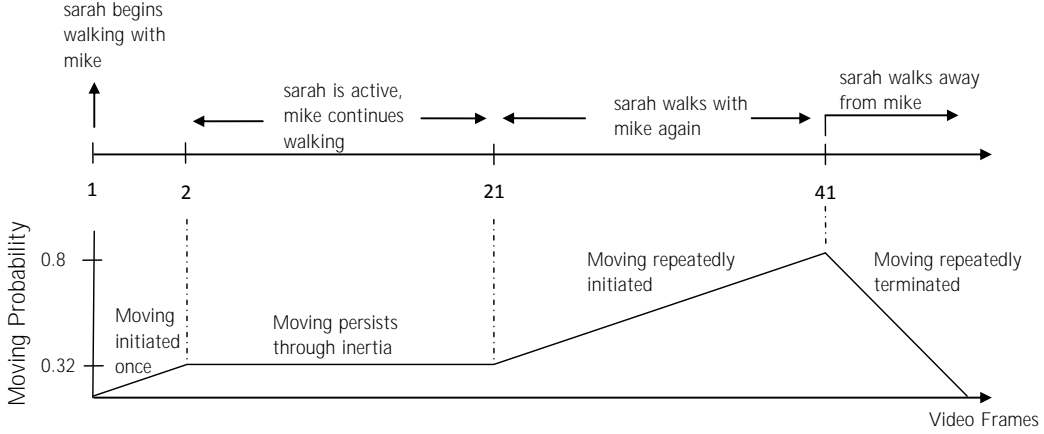 sarah begins
walking with
mike
sarah is active,
mike continues
walking
sarah walks with
mike again
sarah walks away
from mike
1
2
21
41
Moving Probability
0.8
0.32
Moving
initiated
once
Moving persists
through inertia
Moving repeatedly
initiated
Moving repeatedly
terminated
Video Frames